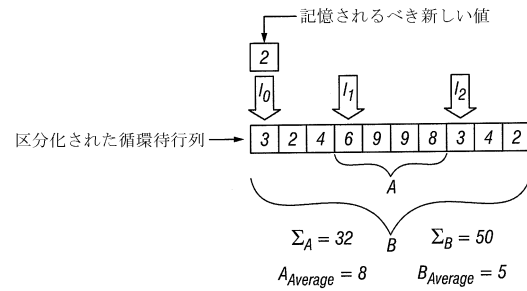 記憶されるべき新しい値
2
I0 I1 I2
区分化された循環待行列
3 2 4 6 9 9 8 3 4 2
A
B
ΣA = 32 ΣB = 50
AAverage = 8 BAverage = 5